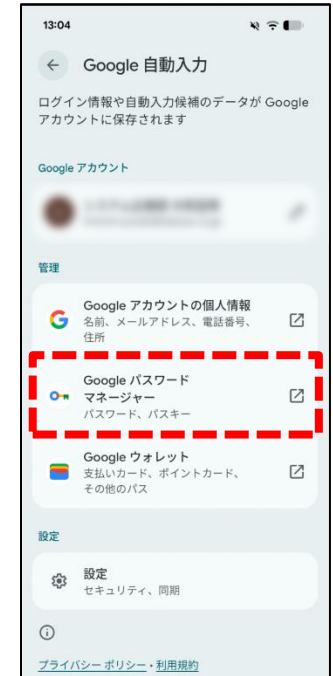 13:04
Google 自動入力
ログイン情報や自動入力候補のデータが Google
アカウントに保存されます
Google アカウント
管理
Google アカウントの個人情報
名前、メールアドレス、電話番号、
住所
Google パスワード
マネージャー
パスワード、パスキー
Google ウォレット
支払いカード、ポイントカード、
その他のパス
設定
設定
セキュリティ、同期
プライバシー ポリシー・利用規約